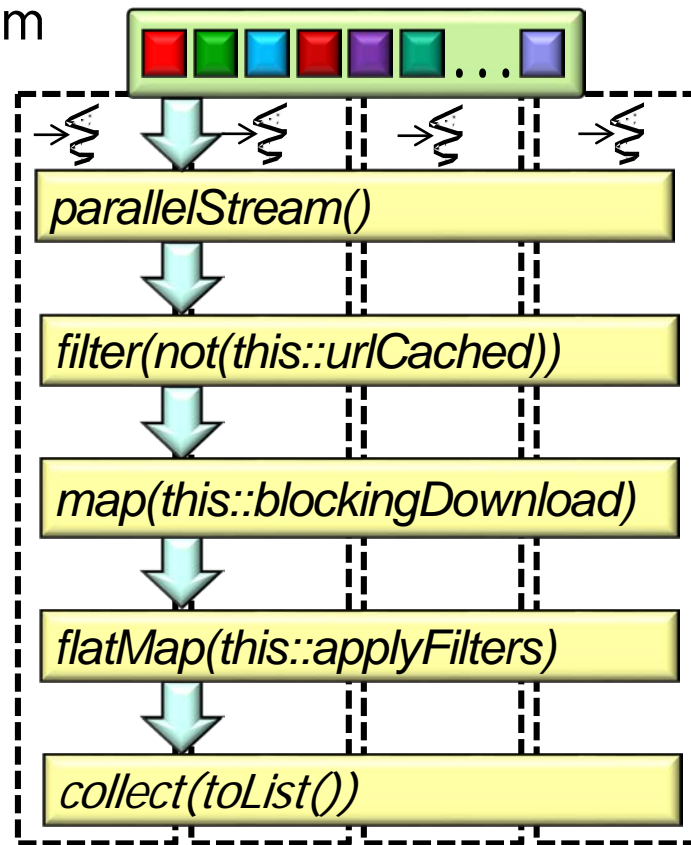 m
...
parallelStream()
filter(not(this::urlCached))
map(this::blockingDownload)
flatMap(this::applyFilters)
collect(toList())